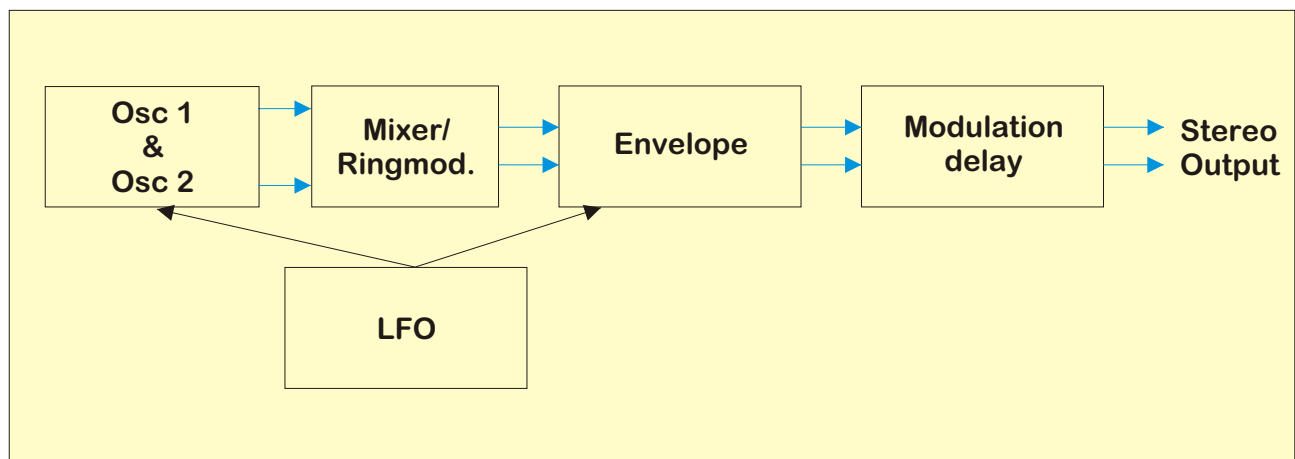 Osc 1
&
Osc 2
Mixer/
Ringmod.
Envelope
Modulation
delay
Stereo
Output
LFO